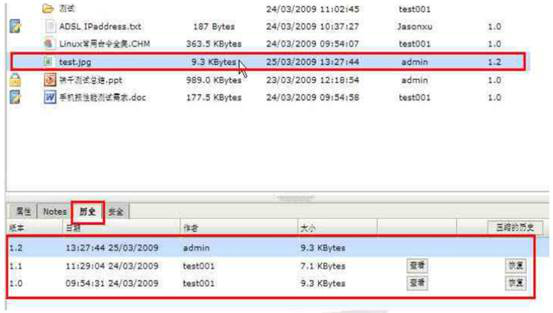 测试 24/03/2009 11:02:45 test001
ADSL IPaddress.txt 187 Bytes 24/03/2009 10:37:27 Jasonxu 1.0
Linux常用命令全集.CHM 363.5 KBytes 24/03/2009 09:54:07 test001 1.0
test.jpg 9.3 KBytes 25/03/2009 13:27:44 admin 1.2
测试总结.ppt 989.0 KBytes 23/03/2009 12:18:54 admin 1.0
手机报性能测试需求.doc 177.5 KBytes 24/03/2009 09:54:58 test001 1.0
属性 Notes 历史 安全
版本 日期 作者 大小 压缩的历史
1.2 13:27:44 25/03/2009 admin 9.3 KBytes
1.1 11:29:04 24/03/2009 test001 7.1 KBytes 查看 恢复
1.0 09:54:31 24/03/2009 test001 9.3 KBytes 查看 恢复